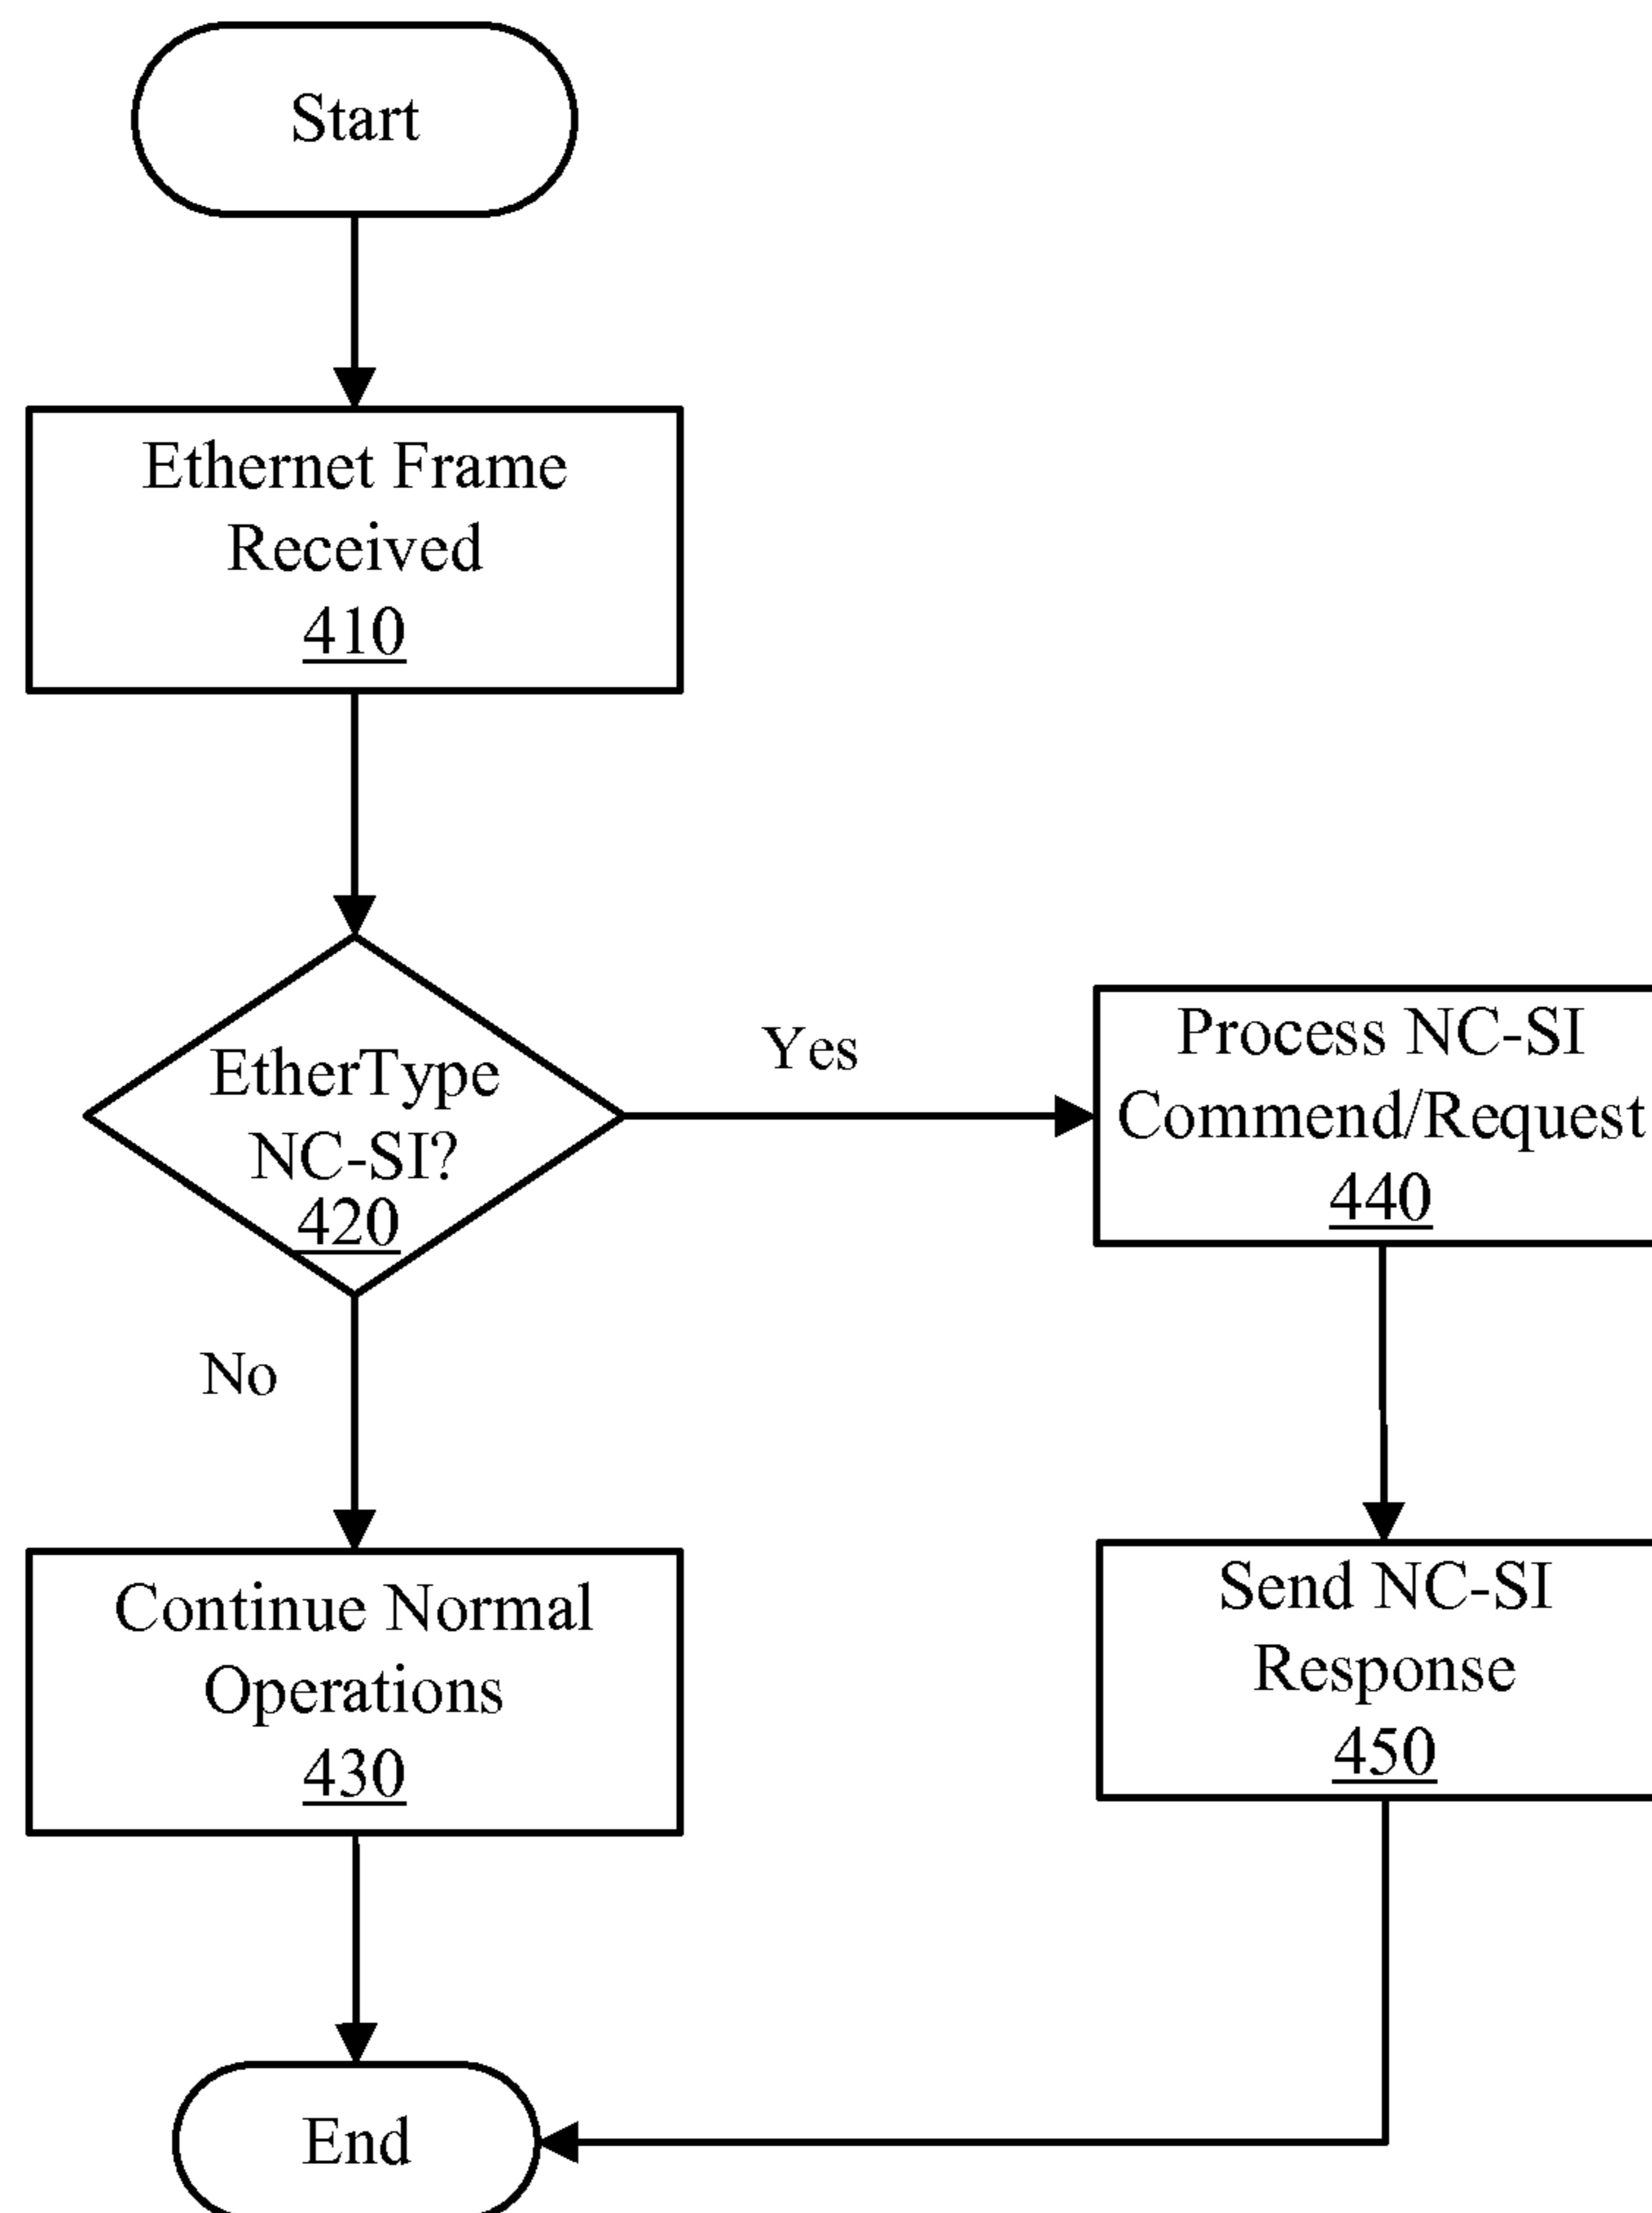 Start
Ethernet Frame
Received
410
EtherType
NC-SI?
420
Yes
Process NC-SI
Commend/Request
440
No
Continue Normal
Operations
430
Send NC-SI
Response
450
End